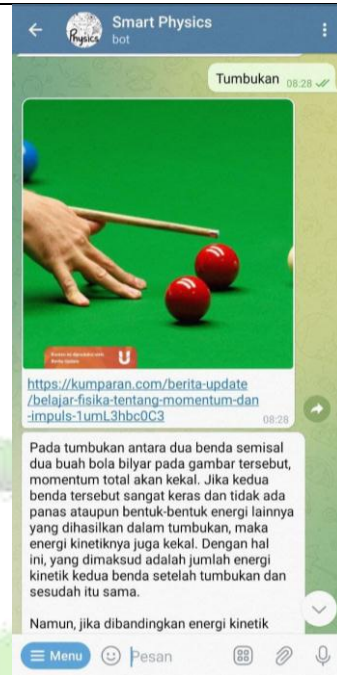 Smart Physics
bot
Physics
Tumbukan 08:28
U
https://kumparan.com/berita-update
/belajar-fisika-tentang-momentum-dan
-impuls-1umL3hbc0C3
08:28
Pada tumbukan antara dua benda semisal
dua buah bola bilyar pada gambar tersebut,
momentum total akan kekal. Jika kedua
benda tersebut sangat keras dan tidak ada
panas ataupun bentuk-bentuk energi lainnya
yang dihasilkan dalam tumbukan, maka
energi kinetiknya juga kekal. Dengan hal
ini, yang dimaksud adalah jumlah energi
kinetik kedua benda setelah tumbukan dan
sesudah itu sama.
Namun, jika dibandingkan energi kinetik
Menu Pesan